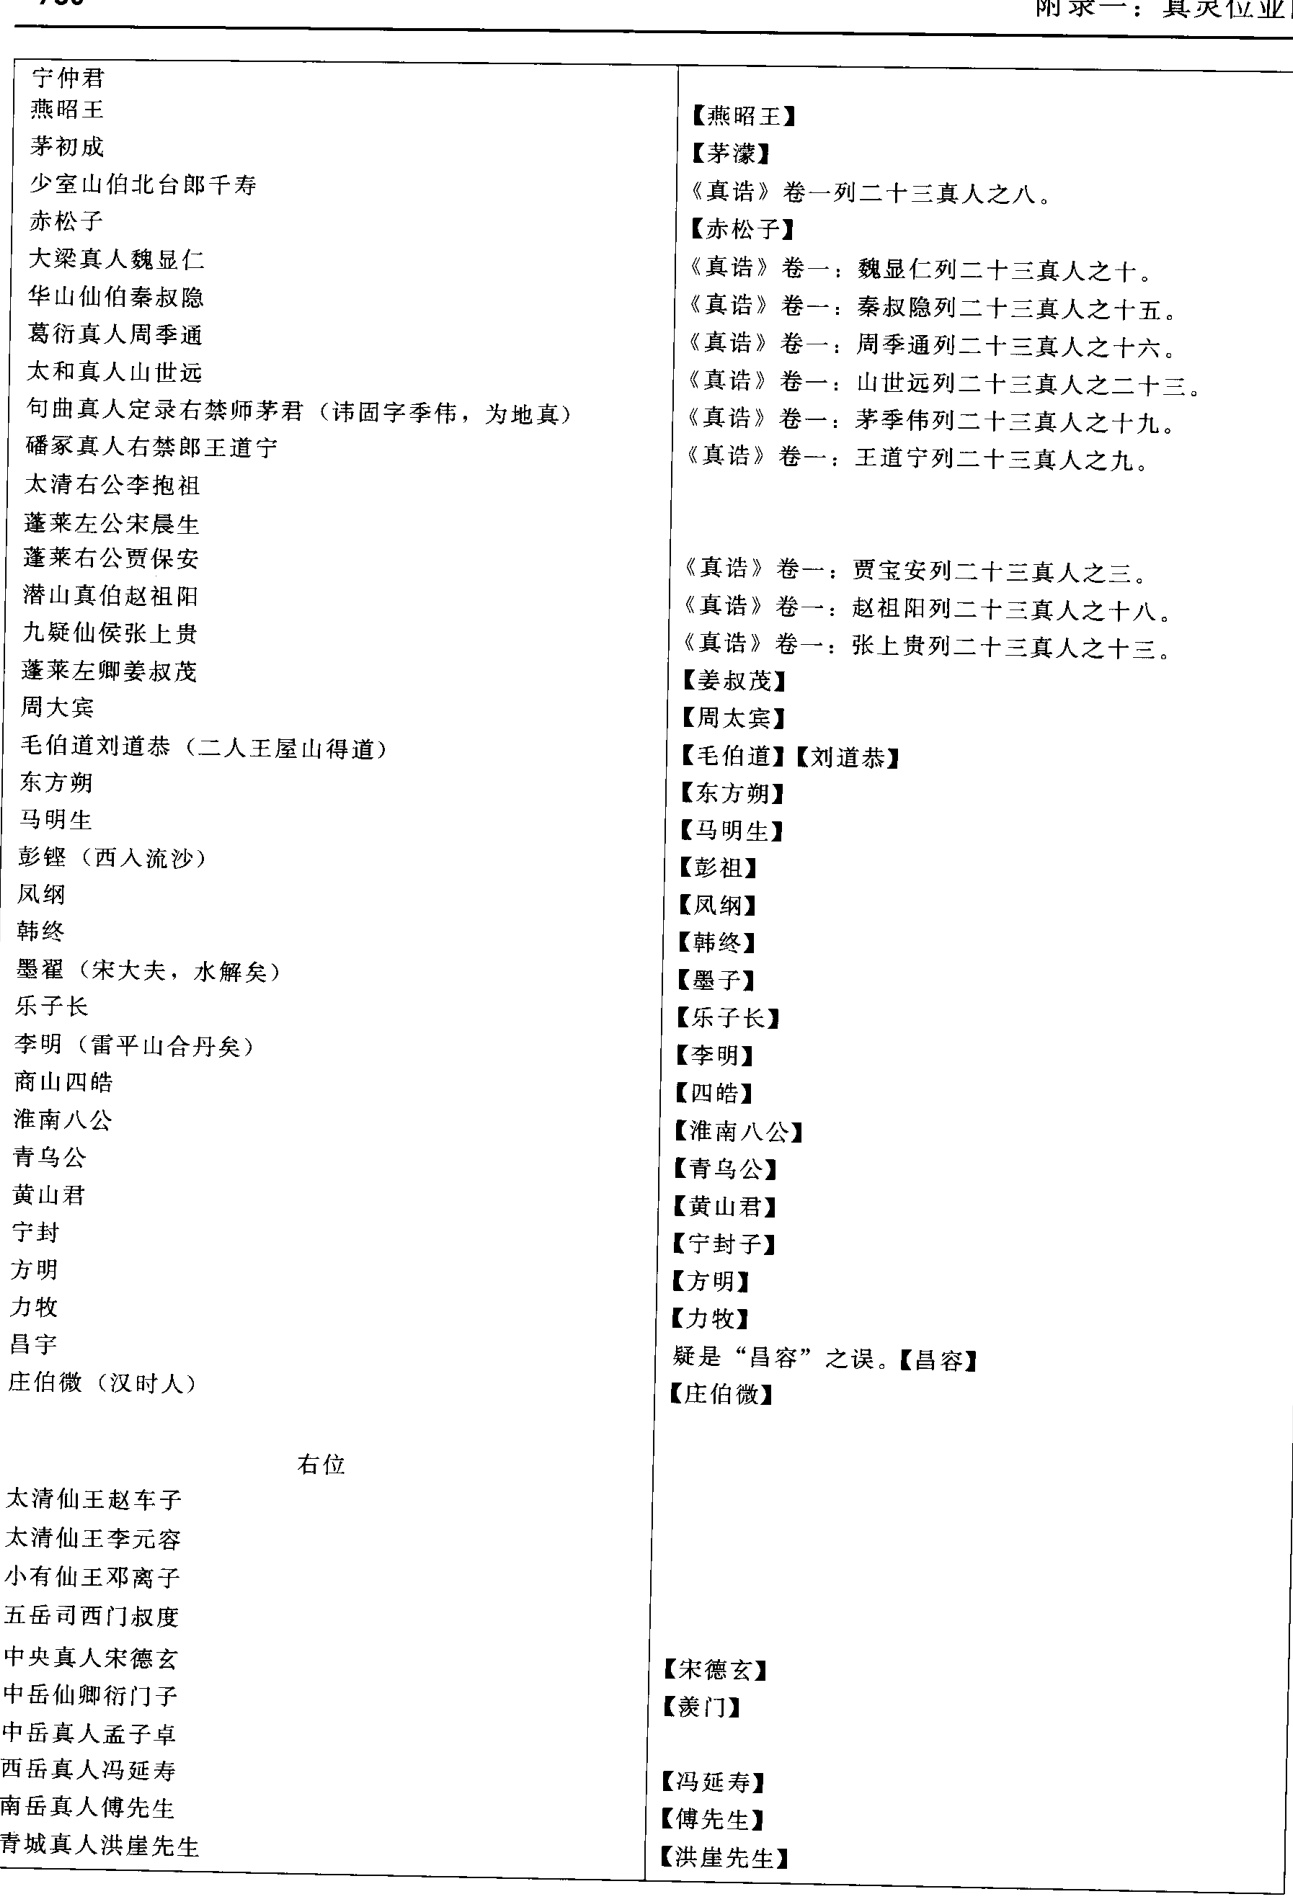 附录一：真灵位业
宁仲君
燕昭王 【燕昭王】
茅初成 【茅濛】
少室山伯北台郎千寿 《真诰》卷一列二十三真人之八。
赤松子 【赤松子】
大梁真人魏显仁 《真诰》卷一：魏显仁列二十三真人之十。
华山仙伯秦叔隐 《真诰》卷一：秦叔隐列二十三真人之十五。
葛衍真人周季通 《真诰》卷一：周季通列二十三真人之十六。
太和真人山世远 《真诰》卷一：山世远列二十三真人之二十三。
句曲真人定录右禁师茅君（讳固字季伟，为地真） 《真诰》卷一：茅季伟列二十三真人之十九。
磻冢真人右禁郎王道宁 《真诰》卷一：王道宁列二十三真人之九。
太清右公李抱祖
蓬莱左公宋晨生
蓬莱右公贾保安 《真诰》卷一：贾宝安列二十三真人之三。
潜山真伯赵祖阳 《真诰》卷一：赵祖阳列二十三真人之十八。
九疑仙侯张上贵 《真诰》卷一：张上贵列二十三真人之十三。
蓬莱左卿姜叔茂 【姜叔茂】
周大宾 【周太宾】
毛伯道刘道恭（二人王屋山得道） 【毛伯道】【刘道恭】
东方朔 【东方朔】
马明生 【马明生】
彭铿（西入流沙） 【彭祖】
凤纲 【凤纲】
韩终 【韩终】
墨翟（宋大夫，水解矣） 【墨子】
乐子长 【乐子长】
李明（雷平山合丹矣） 【李明】
商山四皓 【四皓】
淮南八公 【淮南八公】
青乌公 【青乌公】
黄山君 【黄山君】
宁封 【宁封子】
方明 【方明】
力牧 【力牧】
昌宇 疑是“昌容”之误。【昌容】
庄伯微（汉时人） 【庄伯微】
右位
太清仙王赵车子
太清仙王李元容
小有仙王邓离子
五岳司西门叔度
中央真人宋德玄 【宋德玄】
中岳仙卿衍门子 【羡门】
中岳真人孟子卓
西岳真人冯延寿 【冯延寿】
南岳真人傅先生 【傅先生】
青城真人洪崖先生 【洪崖先生】